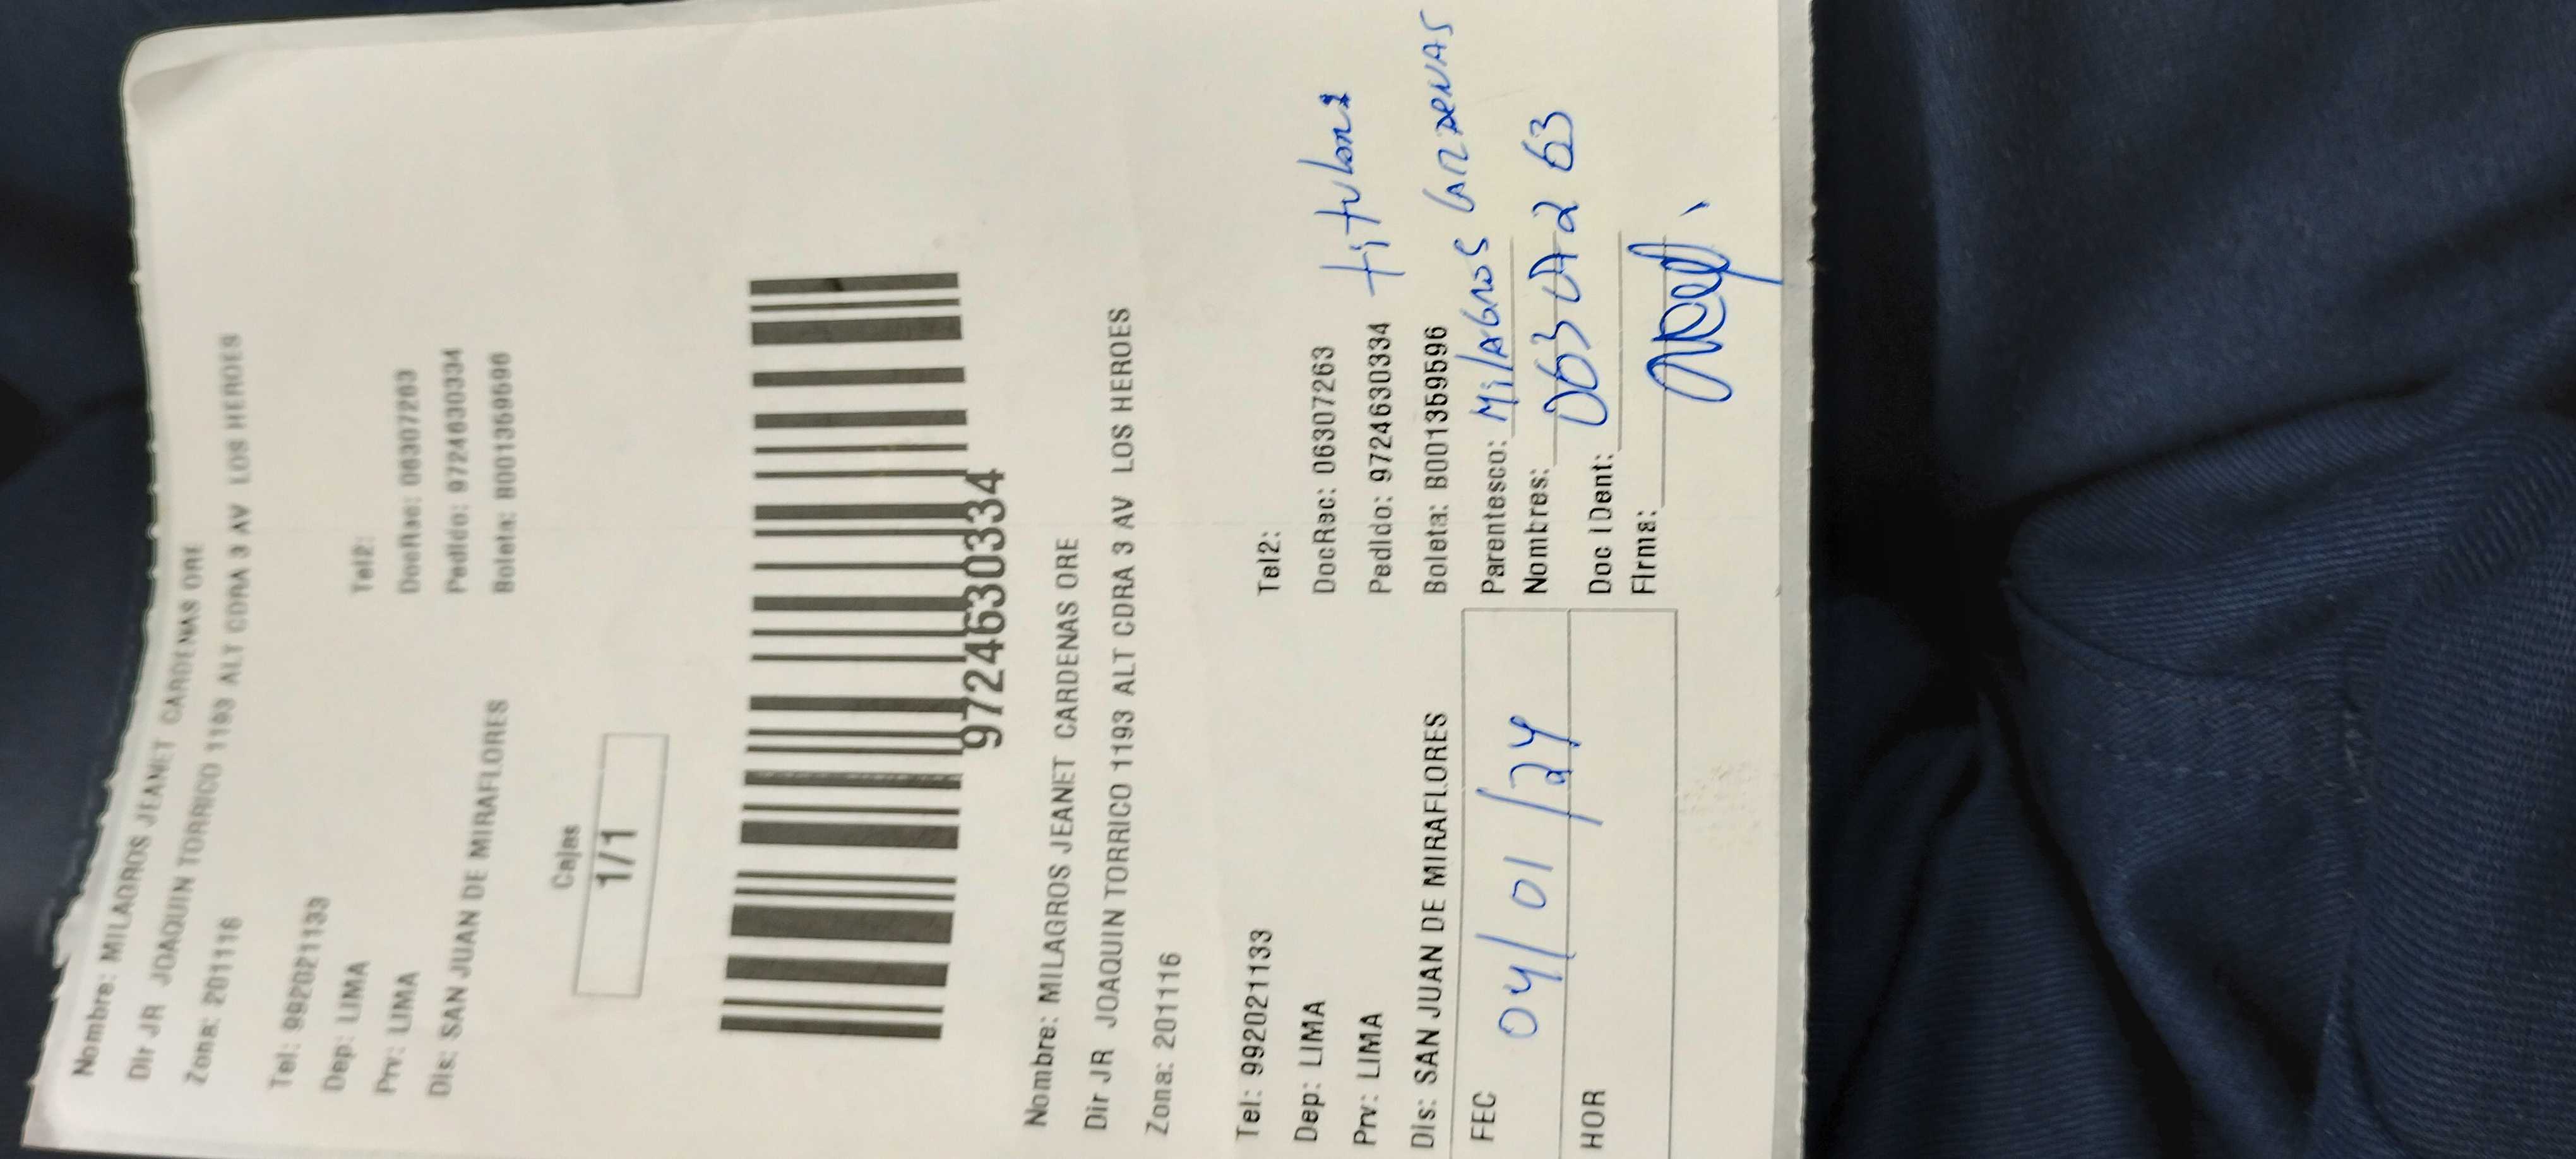 Nombre: MILAGROS JEANET CARDENAS ORE
Dir JR JOAQUIN TORRICO 1193 ALT CDRA 3 AV LOS HEROES
Zona: 201116
Tel: 992021133 Tel2:
Dep: LIMA DocRec: 06307263
Prv: LIMA Pedido: 9724630334
Dis: SAN JUAN DE MIRAFLORES Boleta: B001359596
Cajas
1/1
9724630334
Nombre: MILAGROS JEANET CARDENAS ORE
Dir JR JOAQUIN TORRICO 1193 ALT CDRA 3 AV LOS HEROES
Zona: 201116
Tel: 992021133 Tel2:
Dep: LIMA DocRec: 06307263
Prv: LIMA Pedido: 9724630334 titular
Dis: SAN JUAN DE MIRAFLORES Boleta: B001359596
FEC 04/01/24 Parentesco: Milagros Cardenas
Nombres:
HOR Doc IDent:
Firma: